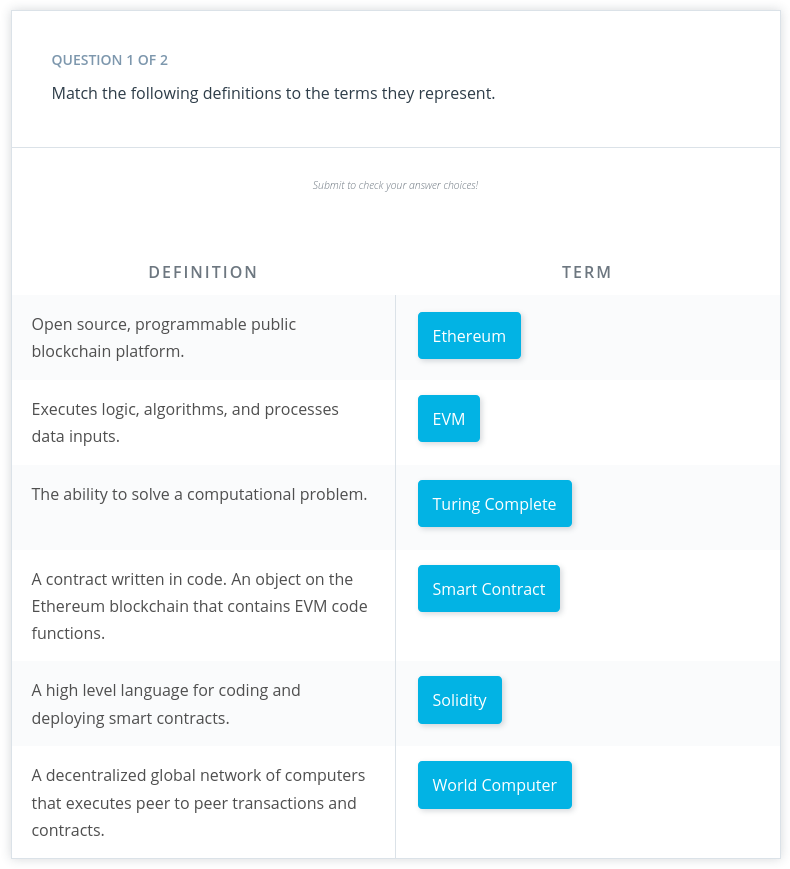 QUESTION 1 OF 2
Match the following definitions to the terms they represent.
Submit to check your answer choices!
DEFINITION
TERM
Open source, programmable public
blockchain platform.
Ethereum
Executes logic, algorithms, and processes
data inputs.
EVM
The ability to solve a computational problem.
Turing Complete
A contract written in code. An object on the
Ethereum blockchain that contains EVM code
functions.
Smart Contract
A high level language for coding and
deploying smart contracts.
Solidity
A decentralized global network of computers
that executes peer to peer transactions and
contracts.
World Computer